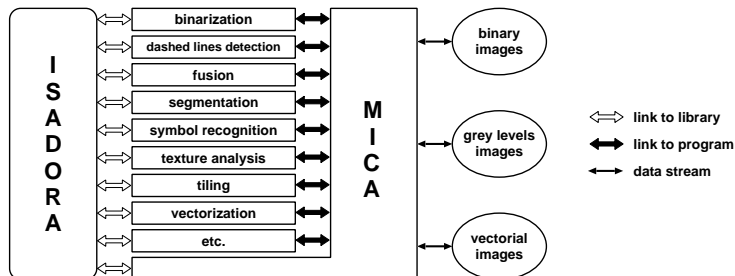 ISADORA
binarization
dashed lines detection
fusion
segmentation
symbol recognition
texture analysis
tiling
vectorization
etc.
MICA
binary
images
grey levels
images
vectorial
images
link to library
link to program
data stream